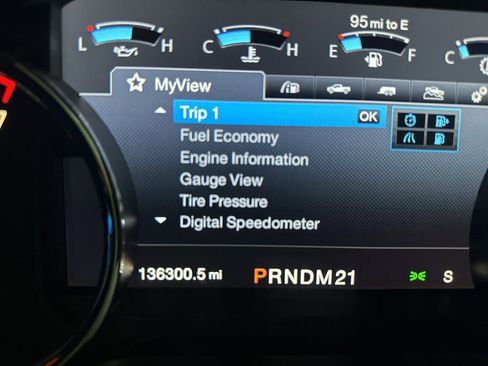 95 mi to E
L H C H E F C
MyView
Trip 1 OK
Fuel Economy
Engine Information
Gauge View
Tire Pressure
Digital Speedometer
136300.5 mi PRNDM21 S